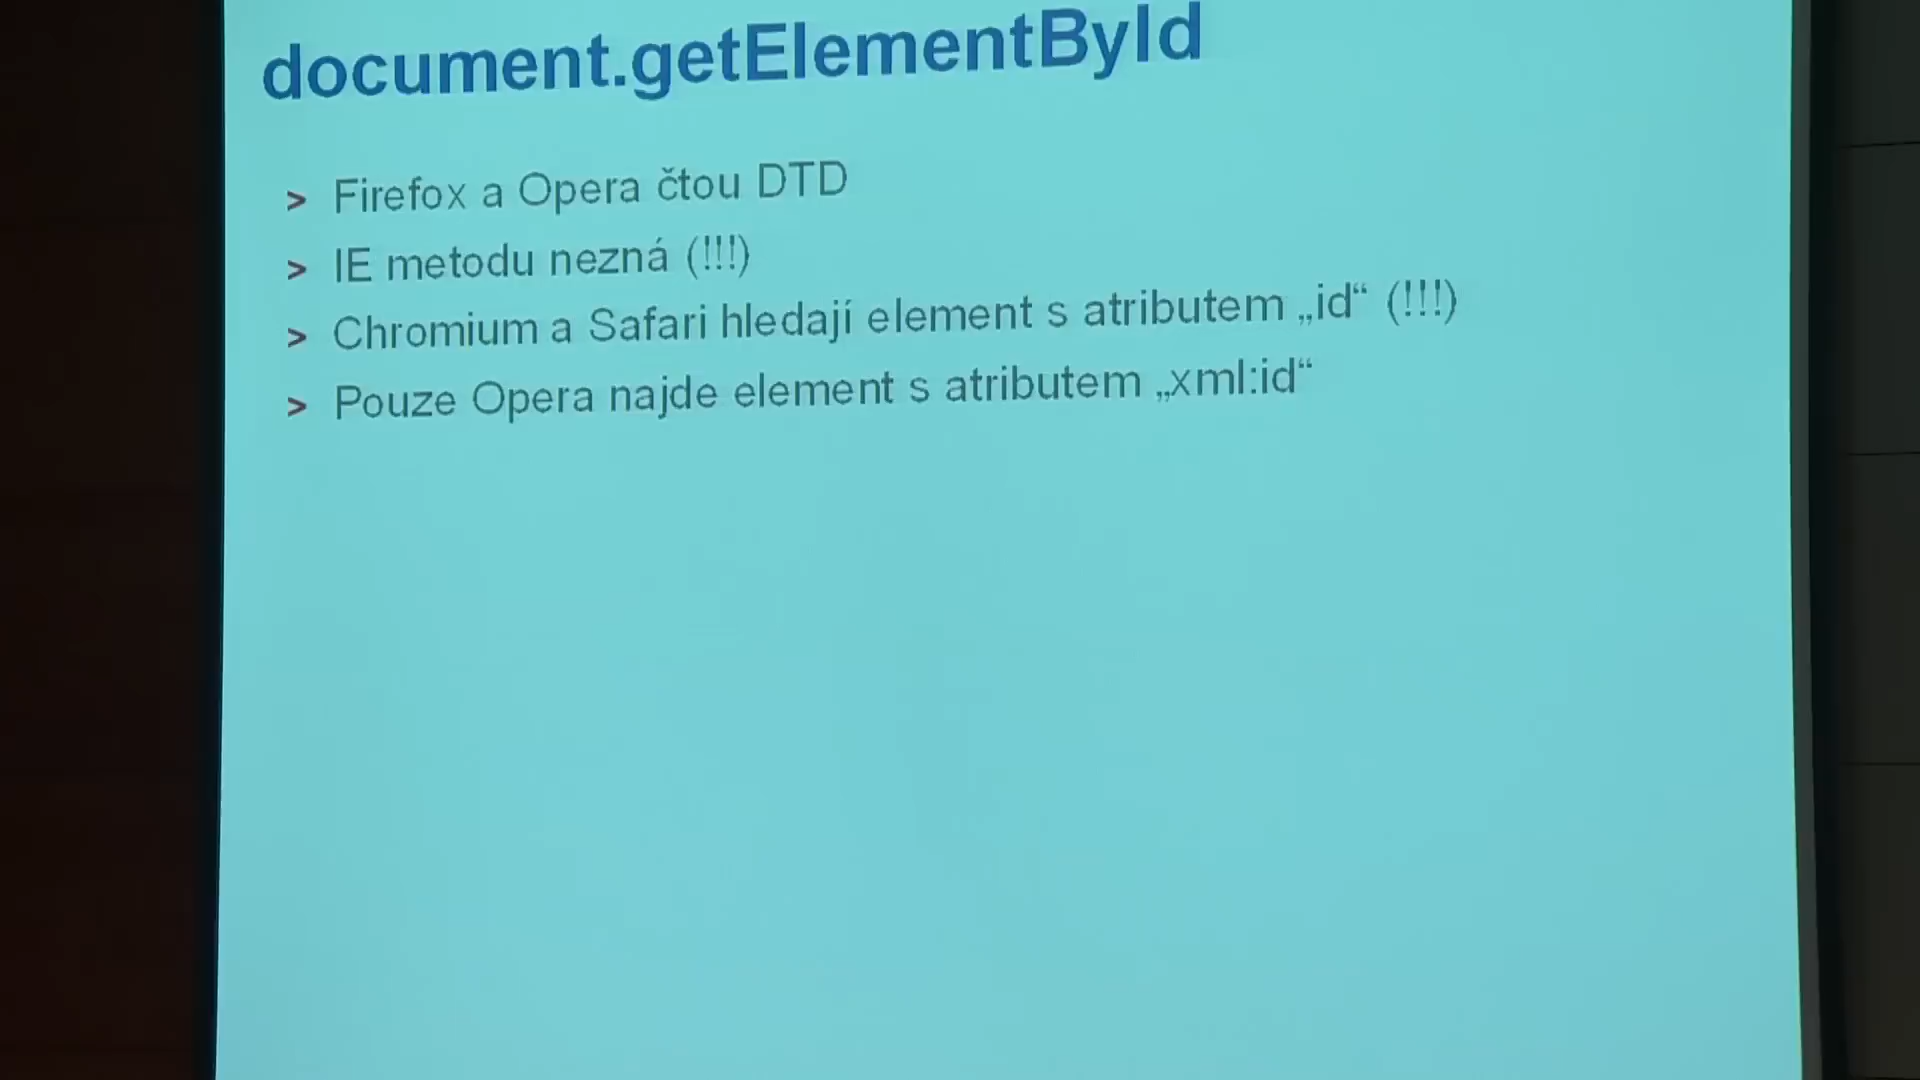 document.getElementById
> Firefox a Opera čtou DTD
> IE metodu nezná (!!!)
> Chromium a Safari hledají element s atributem „id“ (!!!)
> Pouze Opera najde element s atributem „xml:id“